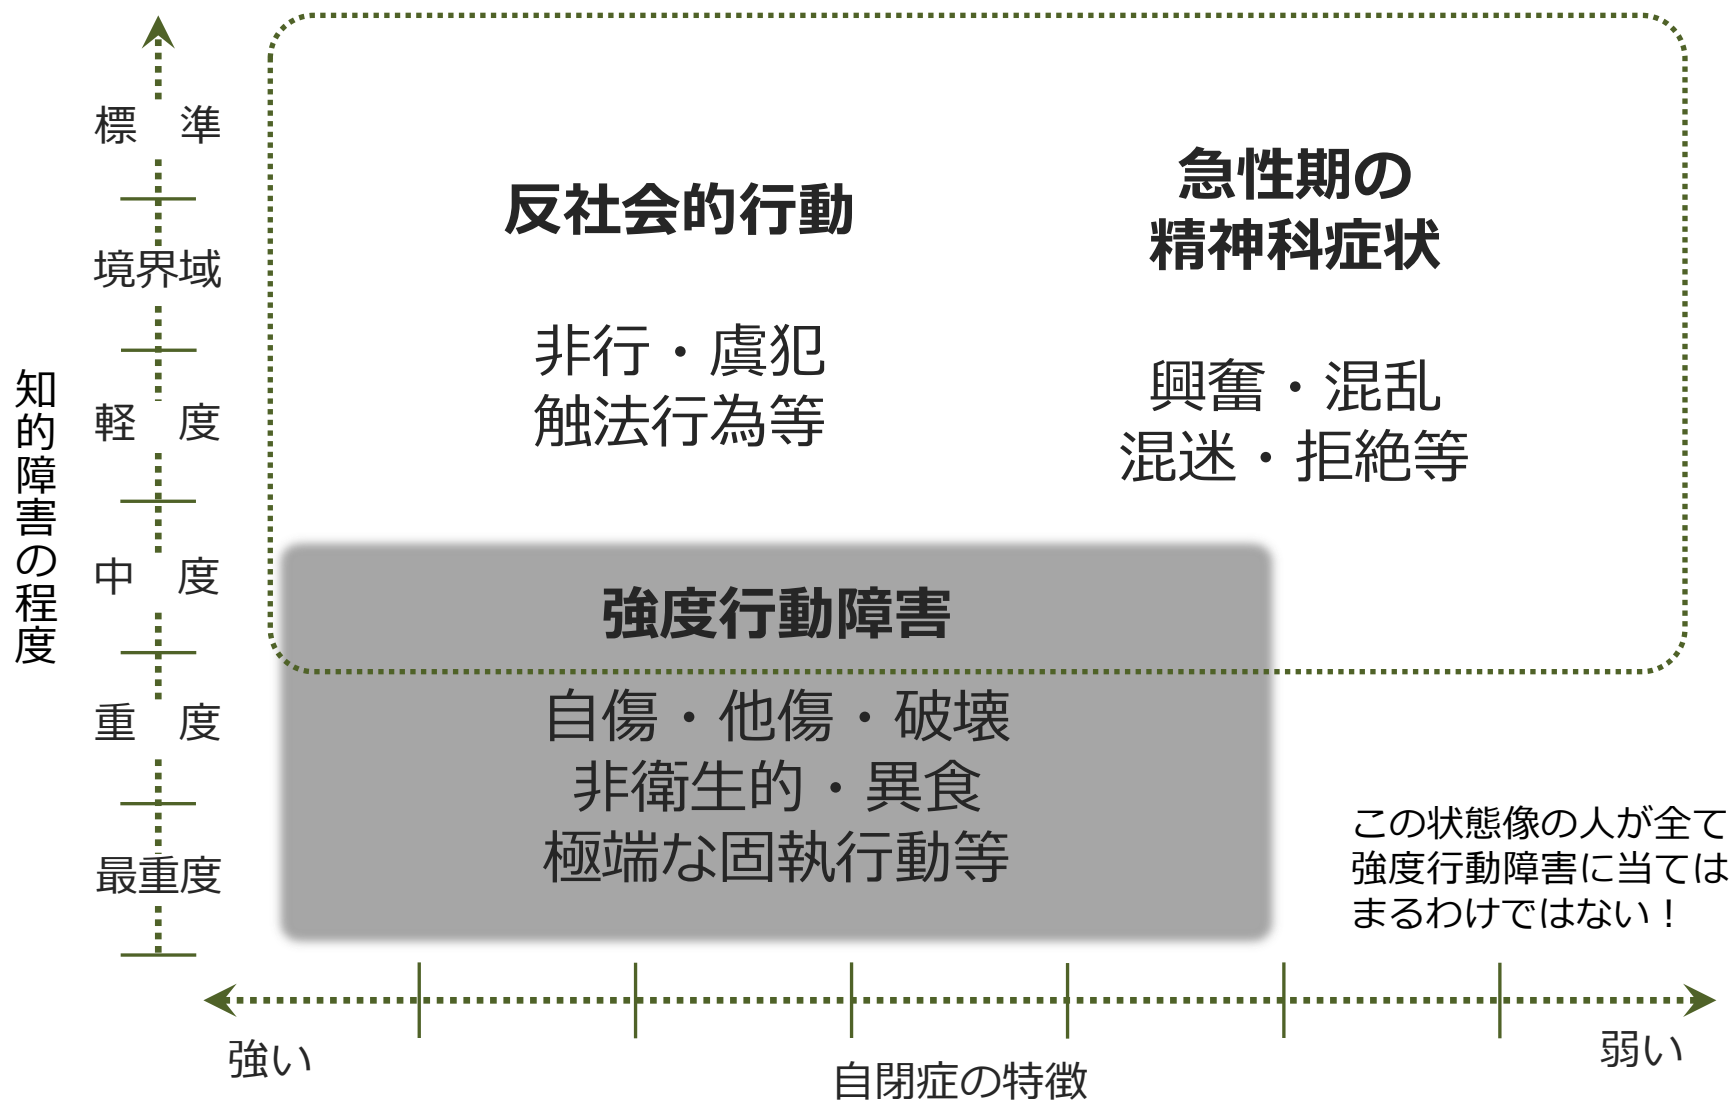 標　準
境界域
軽　度
中　度
重　度
最重度
知的障害の程度
反社会的行動
非行・虞犯
触法行為等
急性期の
精神科症状
興奮・混乱
混迷・拒絶等
強度行動障害
自傷・他傷・破壊
非衛生的・異食
極端な固執行動等
この状態像の人が全て
強度行動障害に当ては
まるわけではない！
強い
自閉症の特徴
弱い